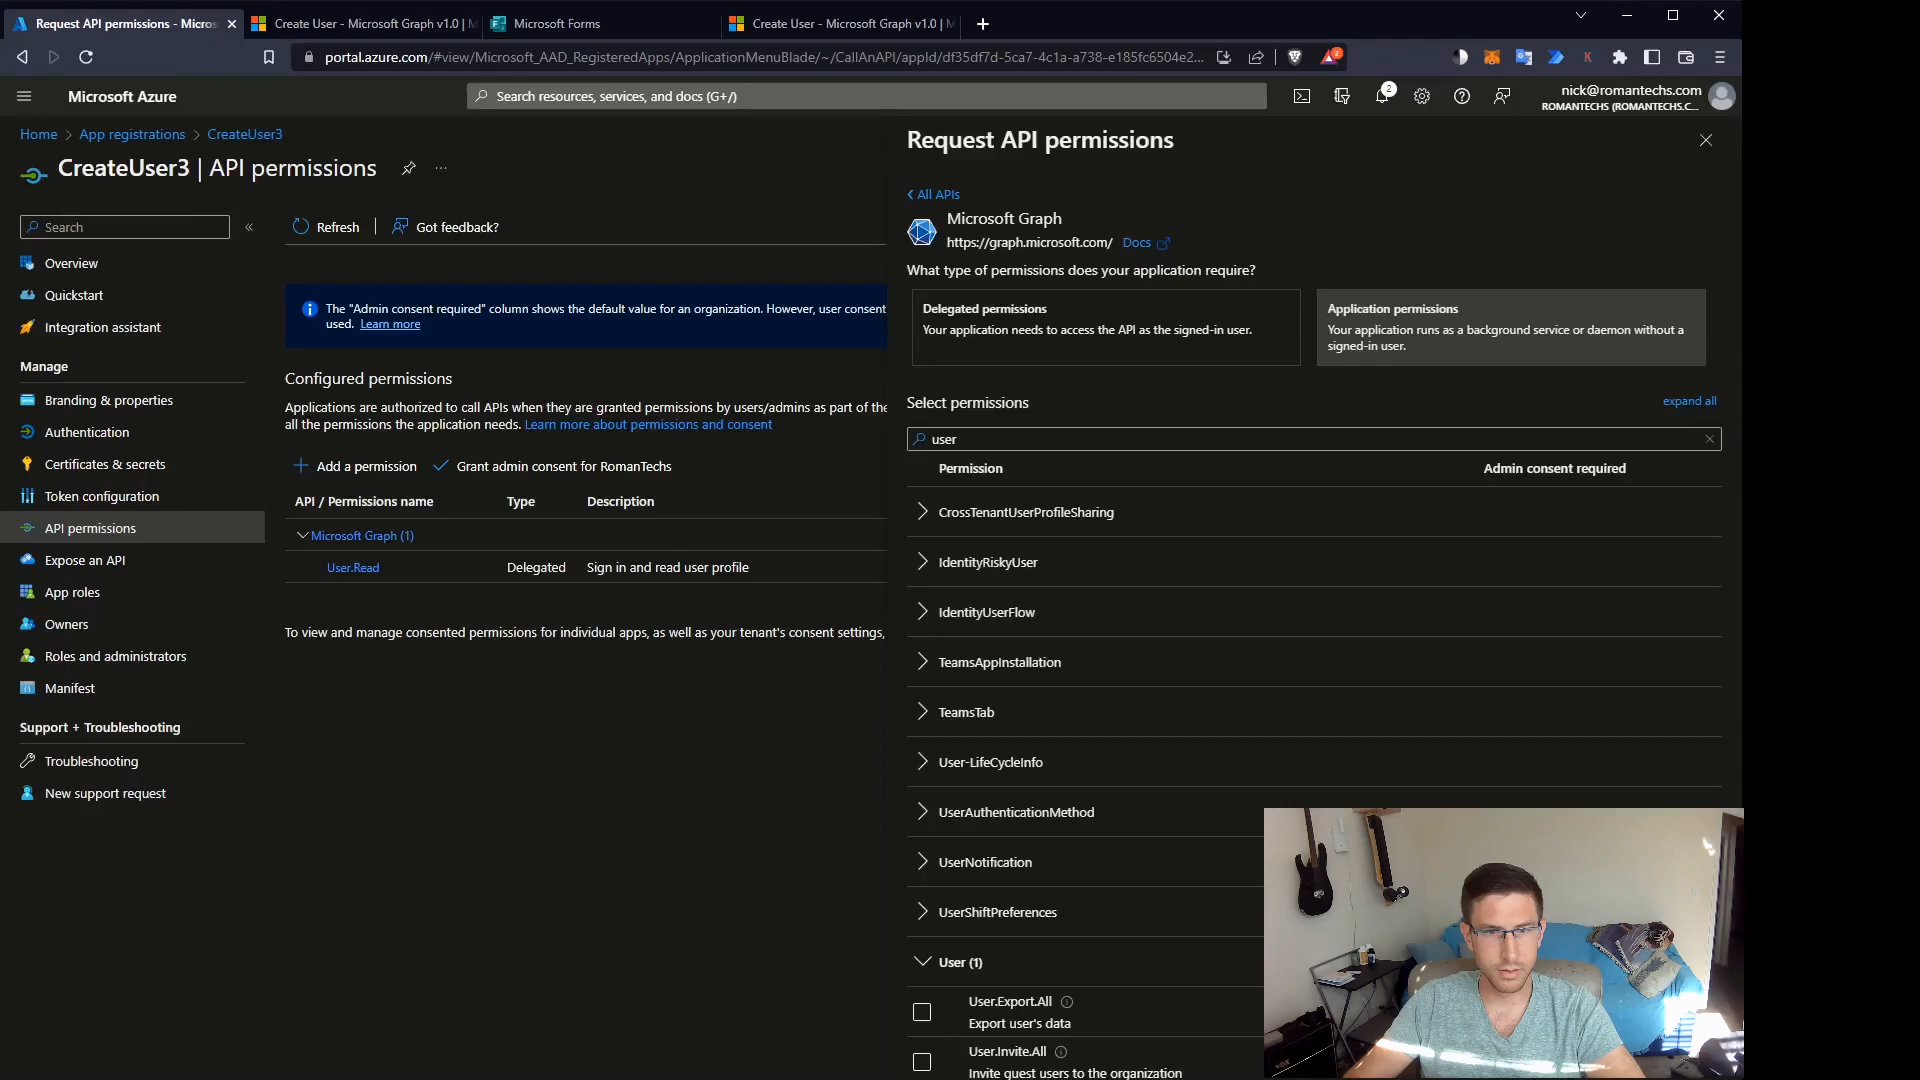 Request API permissions - Micros
Create User - Microsoft Graph v1.0 | M
Microsoft Forms
Create User - Microsoft Graph v1.0 | M
portal.azure.com/#view/Microsoft_AAD_RegisteredApps/ApplicationMenuBlade/~/CallAnAPI/appId/df35df7d-5ca7-4c1a-a738-e185fc6504e2...
2
K
Microsoft Azure
Search resources, services, and docs (G+/)
2
nick@romantechs.com
ROMANTECHS (ROMANTECHS.C...
Home > App registrations > CreateUser3
CreateUser3 | API permissions
...
Search
«
Refresh
Got feedback?
Overview
Quickstart
Integration assistant
Manage
Branding & properties
Authentication
Certificates & secrets
Token configuration
API permissions
Expose an API
App roles
Owners
Roles and administrators
Manifest
Support + Troubleshooting
Troubleshooting
New support request
The "Admin consent required" column shows the default value for an organization. However, user consent
used. Learn more
Configured permissions
Applications are authorized to call APIs when they are granted permissions by users/admins as part of the
all the permissions the application needs. Learn more about permissions and consent
Add a permission
Grant admin consent for RomanTechs
API / Permissions name
Type
Description
Microsoft Graph (1)
User.Read
Delegated
Sign in and read user profile
To view and manage consented permissions for individual apps, as well as your tenant's consent settings,
Request API permissions
All APIs
Microsoft Graph
https://graph.microsoft.com/ Docs
What type of permissions does your application require?
Delegated permissions
Your application needs to access the API as the signed-in user.
Application permissions
Your application runs as a background service or daemon without a
signed-in user.
Select permissions
expand all
user
Permission
Admin consent required
CrossTenantUserProfileSharing
IdentityRiskyUser
IdentityUserFlow
TeamsAppInstallation
TeamsTab
User-LifeCycleInfo
UserAuthenticationMethod
UserNotification
UserShiftPreferences
User (1)
User.Export.All
Export user's data
User.Invite.All
Invite guest users to the organization